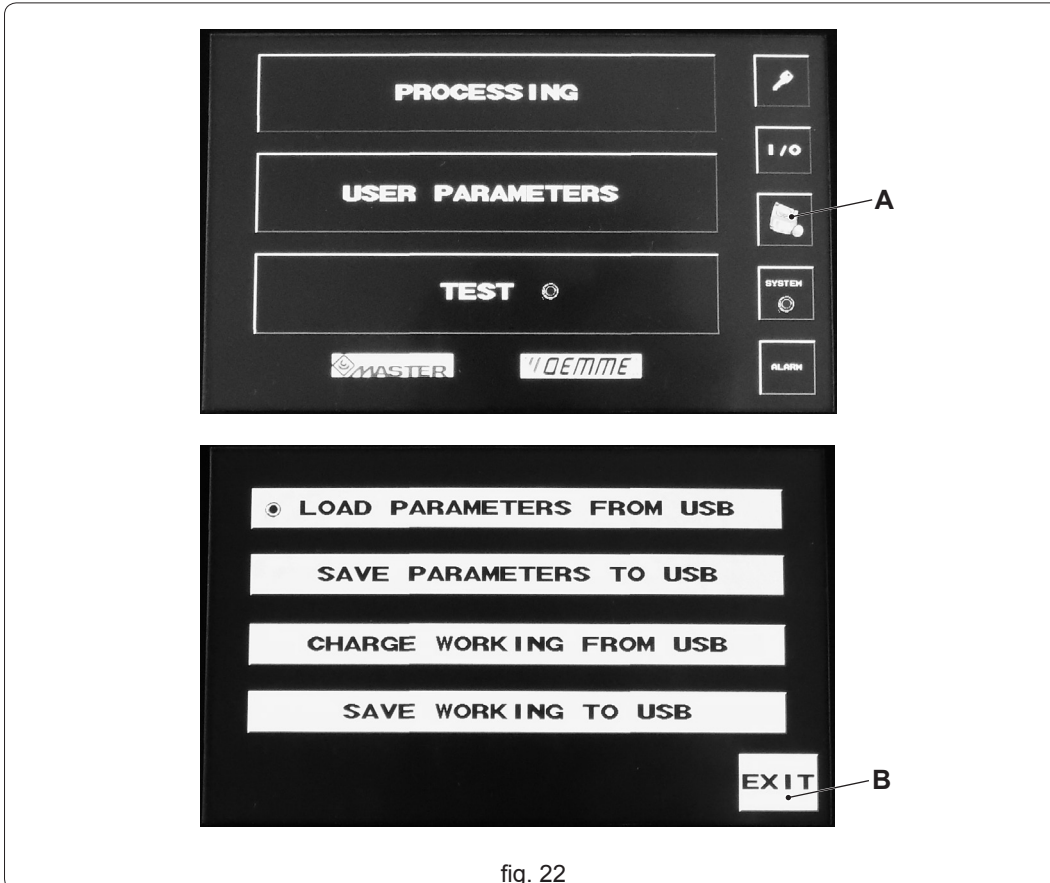 PROCESSING
USER PARAMETERS
TEST
MASTER
OEMME
I/O
A
SYSTEM
ALARM
LOAD PARAMETERS FROM USB
SAVE PARAMETERS TO USB
CHARGE WORKING FROM USB
SAVE WORKING TO USB
EXIT
B
fig. 22